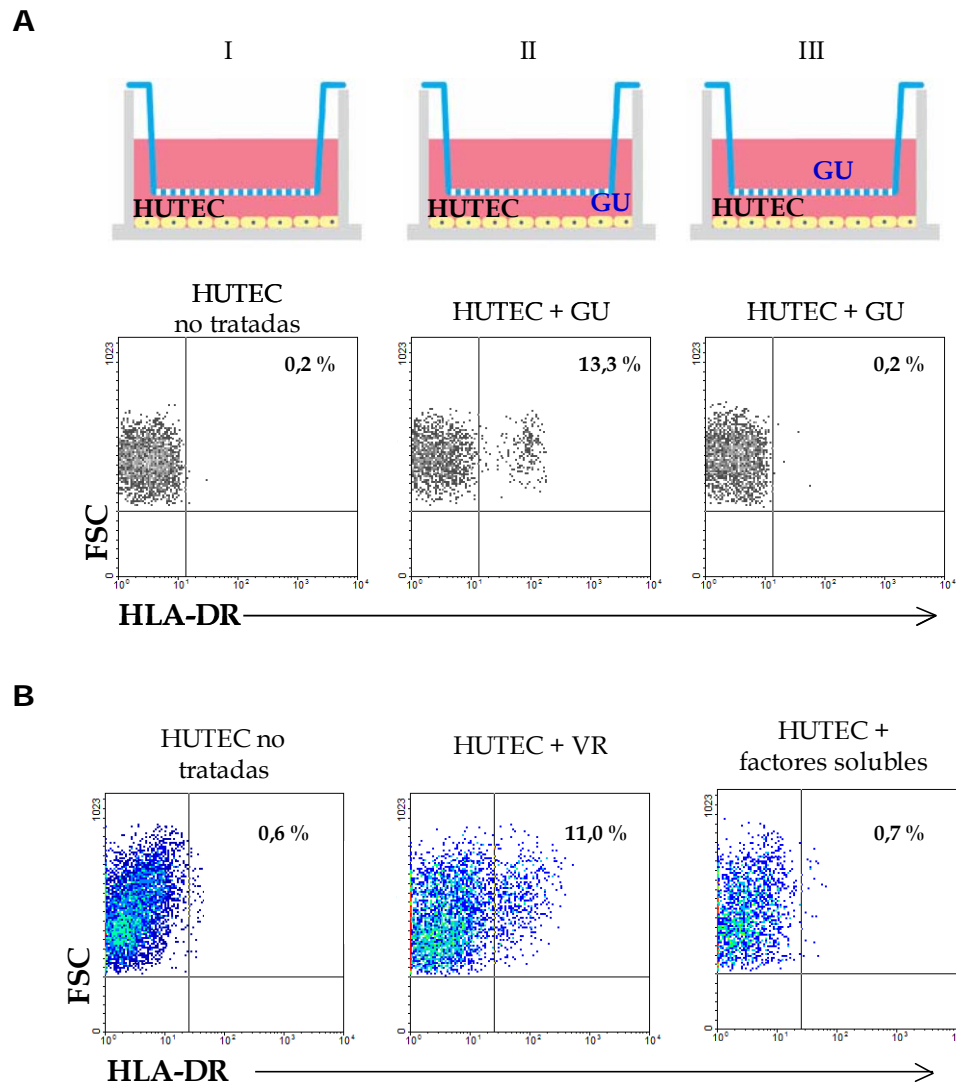 A
I II III
HUTEC HUTEC GU GU HUTEC
HUTEC
no tratadas
HUTEC + GU
HUTEC + GU
0,2 %
13,3 %
0,2 %
FSC
1023
0
10⁰ 10¹ 10² 10³ 10⁴
1023
0
10⁰ 10¹ 10² 10³ 10⁴
1023
0
10⁰ 10¹ 10² 10³ 10⁴
HLA-DR
B
HUTEC no
tratadas
HUTEC + VR
HUTEC +
factores solubles
0,6 %
11,0 %
0,7 %
FSC
1023
0
10⁰ 10¹ 10² 10³ 10⁴
1023
0
10⁰ 10¹ 10² 10³ 10⁴
1023
0
10⁰ 10¹ 10² 10³
HLA-DR